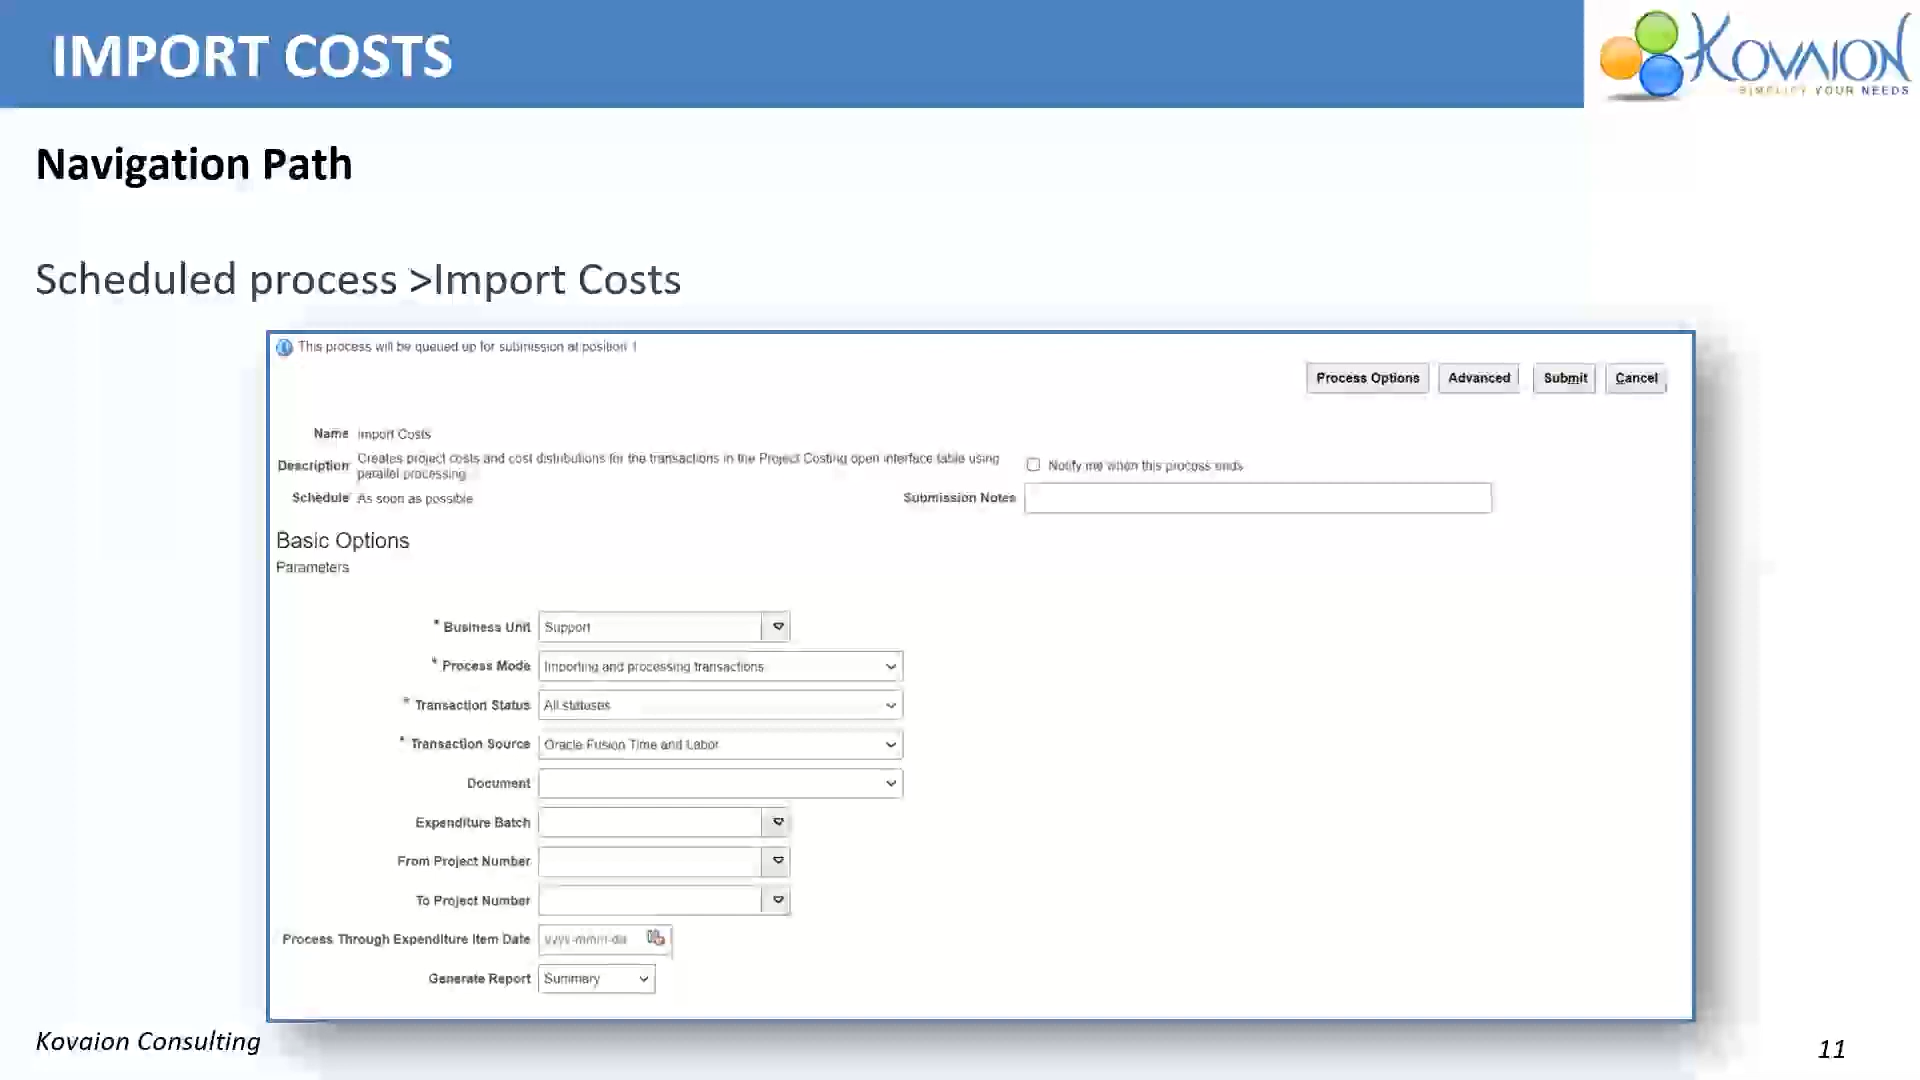 IMPORT COSTS
KOVAION
SIMPLIFY YOUR NEEDS
Navigation Path
Scheduled process >Import Costs
This process will be queued up for submission at position 1
Process Options Advanced Submit Cancel
Name Import Costs
Description Creates project costs and cost distributions for the transactions in the Project Costing open interface table using
parallel processing
Notify me when this process ends
Schedule As soon as possible
Submission Notes
Basic Options
Parameters
* Business Unit Support
* Process Mode Importing and processing transactions
* Transaction Status All statuses
* Transaction Source Oracle Fusion Time and Labor
Document
Expenditure Batch
From Project Number
To Project Number
Process Through Expenditure Item Date yyyy-mmm-dd
Generate Report Summary
Kovaion Consulting
11